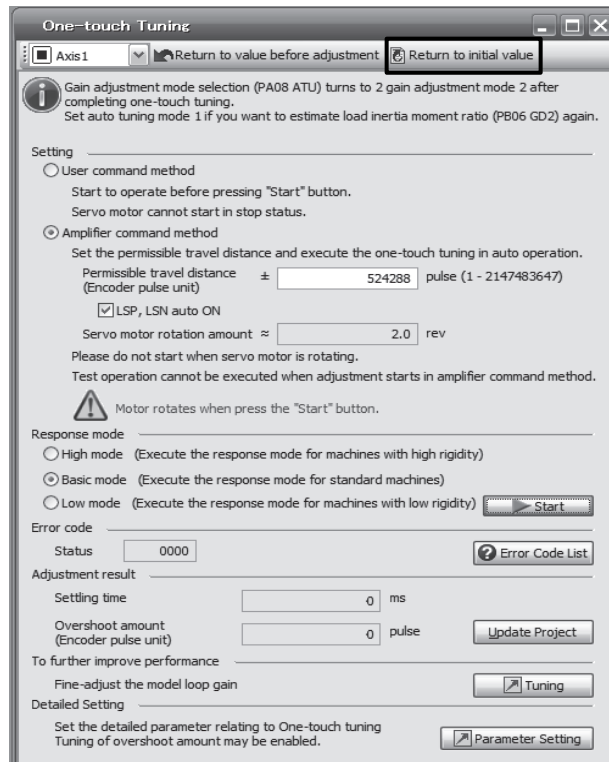 One-touch Tuning
Axis1 Return to value before adjustment Return to initial value
Gain adjustment mode selection (PA08 ATU) turns to 2 gain adjustment mode 2 after
completing one-touch tuning.
Set auto tuning mode 1 if you want to estimate load inertia moment ratio (PB06 GD2) again.
Setting
User command method
Start to operate before pressing "Start" button.
Servo motor cannot start in stop status.
Amplifier command method
Set the permissible travel distance and execute the one-touch tuning in auto operation.
Permissible travel distance ± 524288 pulse (1 - 2147483647)
(Encoder pulse unit)
LSP, LSN auto ON
Servo motor rotation amount ≈ 2.0 rev
Please do not start when servo motor is rotating.
Test operation cannot be executed when adjustment starts in amplifier command method.
Motor rotates when press the "Start" button.
Response mode
High mode (Execute the response mode for machines with high rigidity)
Basic mode (Execute the response mode for standard machines)
Low mode (Execute the response mode for machines with low rigidity) Start
Error code
Status 0000 Error Code List
Adjustment result
Settling time 0 ms
Overshoot amount 0 pulse Update Project
(Encoder pulse unit)
To further improve performance
Fine-adjust the model loop gain Tuning
Detailed Setting
Set the detailed parameter relating to One-touch tuning
Tuning of overshoot amount may be enabled. Parameter Setting